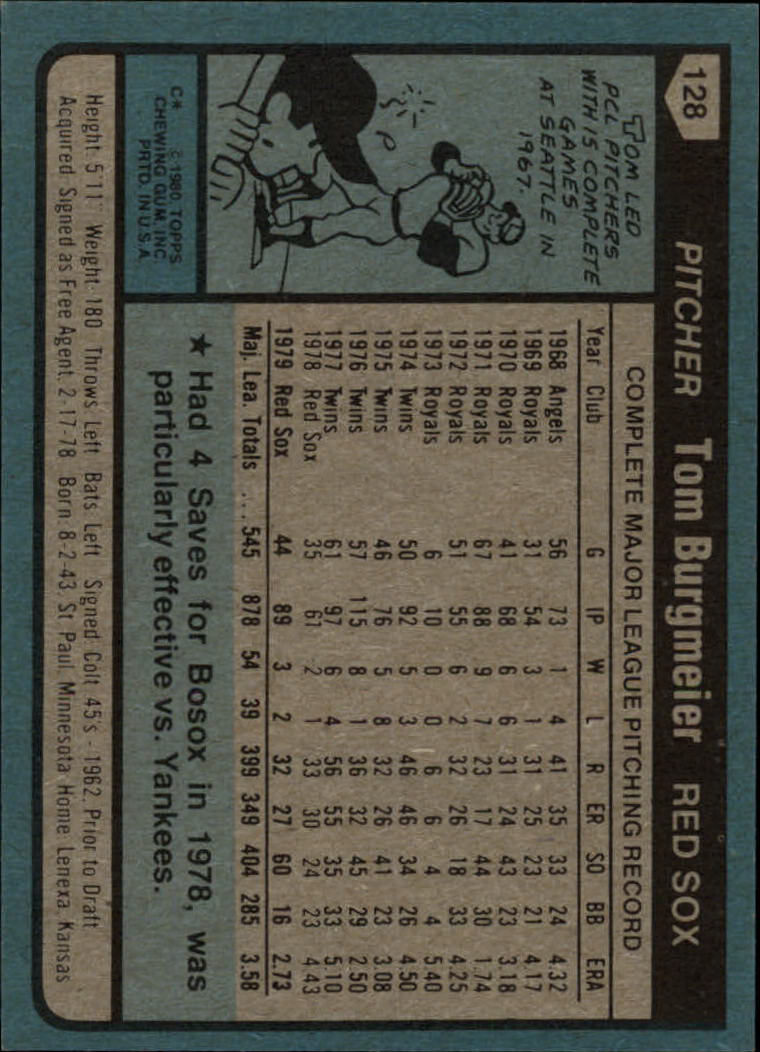 128
PITCHER Tom Burgmeier RED SOX
TOM LED
PCL PITCHERS
WITH 15 COMPLETE
GAMES
AT SEATTLE IN
1967.
C* © 1980 TOPPS
CHEWING GUM, INC.
PRTD. IN U.S.A.
COMPLETE MAJOR LEAGUE PITCHING RECORD
Year Club G IP W L R ER SO BB ERA
1968 Angels 56 73 1 4 41 35 33 24 4.32
1969 Royals 31 54 3 1 31 25 23 21 4.17
1970 Royals 41 68 6 6 31 24 43 23 3.18
1971 Royals 67 88 9 7 23 17 44 30 1.74
1972 Royals 51 55 6 2 32 26 18 33 4.25
1973 Royals 6 10 0 0 6 6 4 4 5.40
1974 Twins 50 92 5 3 46 46 34 26 4.50
1975 Twins 46 76 5 8 32 26 41 23 3.08
1976 Twins 57 115 8 1 36 32 45 29 2.50
1977 Twins 61 97 6 4 56 55 35 33 5.10
1978 Red Sox 35 61 2 1 33 30 24 23 4.43
1979 Red Sox 44 89 3 2 32 27 60 16 2.73
Maj. Lea. Totals ... 545 878 54 39 399 349 404 285 3.58
★ Had 4 Saves for Bosox in 1978, was
particularly effective vs. Yankees.
Height: 5'11" Weight: 180 Throws: Left Bats: Left Signed: Colt 45's - 1962, Prior to Draft
Acquired: Signed as Free Agent, 2-17-78 Born: 8-2-43, St. Paul, Minnesota Home: Lenexa, Kansas